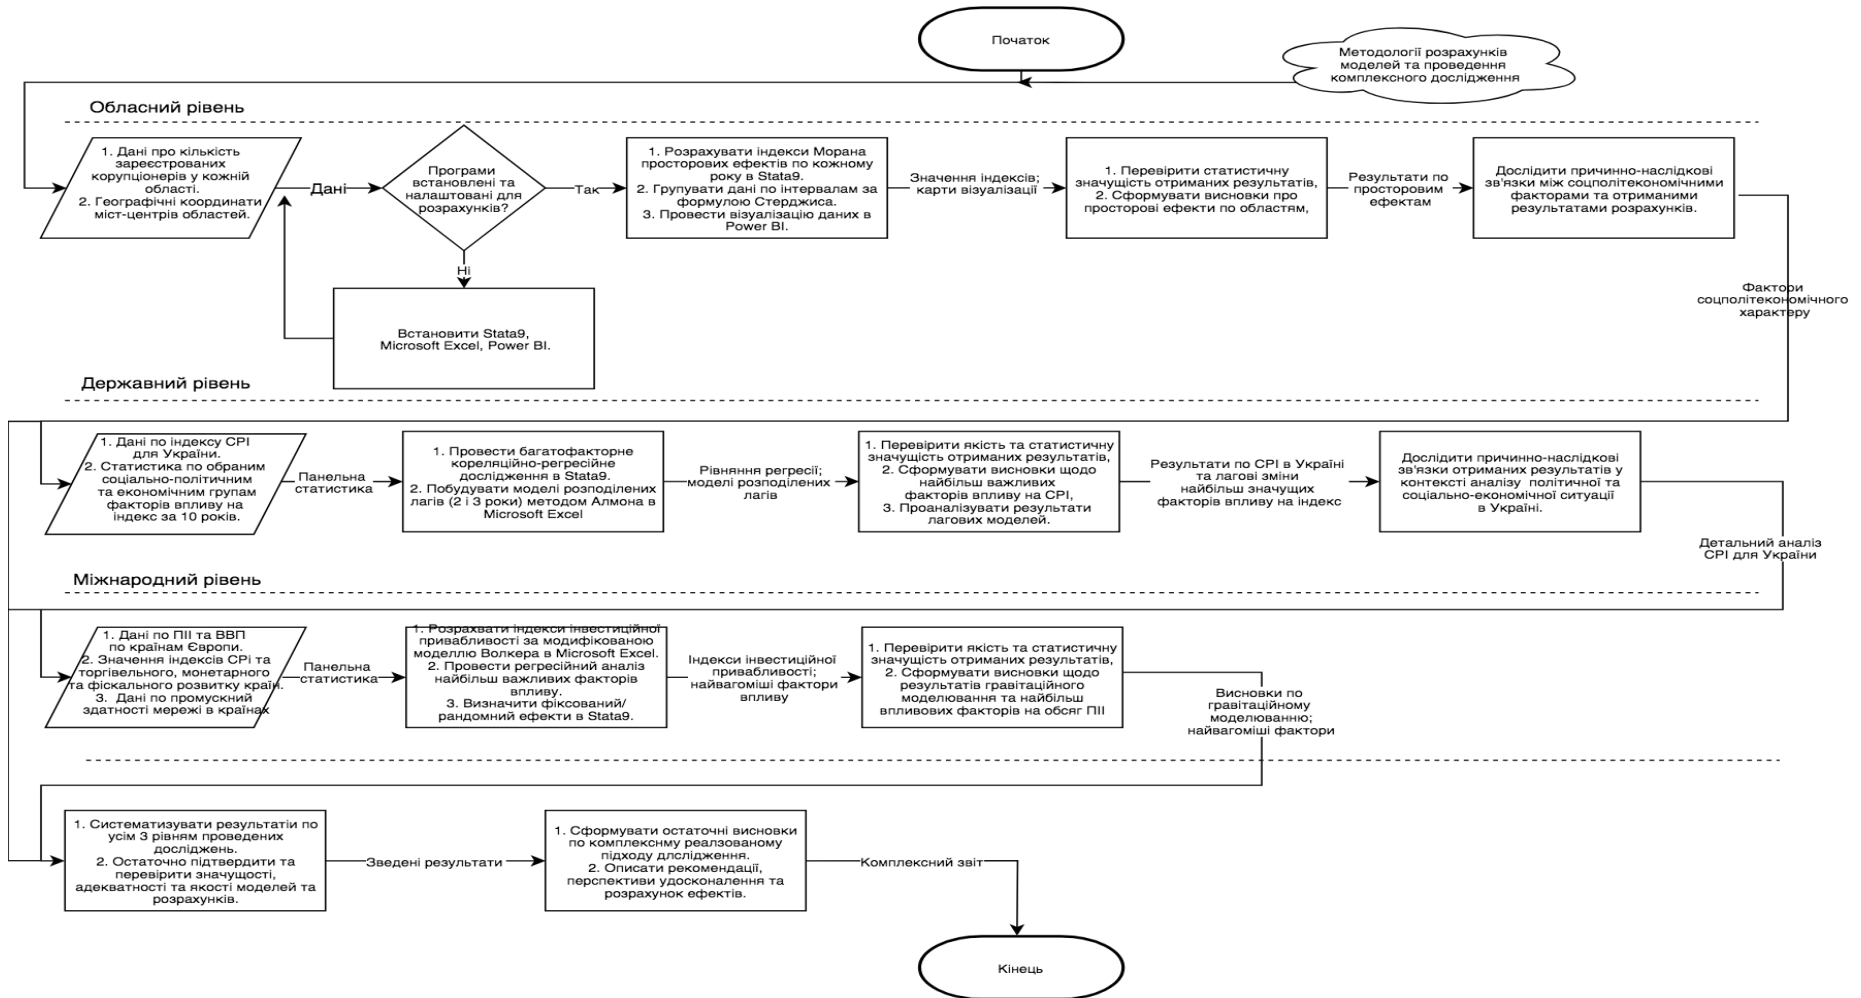 Початок
Методології розрахунків
моделей та проведення
комплексного дослідження
Обласний рівень
1. Дані про кількість
зареєстрованих
корупціонерів у кожній
області.
2. Географічні координати
міст-центрів областей.
Дані
Програми
встановлені та
налаштовані для
розрахунків?
Так
Ні
Встановити Stata9,
Microsoft Excel, Power BI.
1. Розрахувати індекси Морана
просторових ефектів по кожному
року в Stata9.
2. Групувати дані по інтервалам за
формулою Стерджиса.
3. Провести візуалізацію даних в
Power BI.
Значення індексів;
карти візуалізації
1. Перевірити статистичну
значущість отриманих результатів,
2. Сформувати висновки про
просторові ефекти по областям,
Результати по
просторовим
ефектам
Дослідити причинно-наслідкові
зв'язки між соцполітекономічними
факторами та отриманими
результатами розрахунків.
Фактори
соцполітекономічного
характеру
Державний рівень
1. Дані по індексу CPI
для України.
2. Статистика по обраним
соціально-політичним
та економічним групам
факторів впливу на
індекс за 10 років.
Панельна
статистика
1. Провести багатофакторне
кореляційно-регресійне
дослідження в Stata9.
2. Побудувати моделі розподілених
лагів (2 і 3 роки) методом Алмона в
Microsoft Excel
Рівняння регресії;
моделі розподілених
лагів
1. Перевірити якість та статистичну
значущість отриманих результатів,
2. Сформувати висновки щодо
найбільш важливих
факторів впливу на CPI,
3. Проаналізувати результати
лагових моделей.
Результати по CPI в Україні
та лагові зміни
найбільш значущих
факторів впливу на індекс
Дослідити причинно-наслідкові
зв'язки отриманих результатів у
контексті аналізу політичної та
соціально-економічної ситуації
в Україні.
Детальний аналіз
CPI для України
Міжнародний рівень
1. Дані по ПІІ та ВВП
по країнам Європи.
2. Значення індексів CPі та
торгівельного, монетарного
та фіскального розвитку країн.
3. Дані по промускний
здатності мережі в країнах
Панельна
статистика
1. Розрахвати індекси інвестиційної
привабливості за модифікованою
моделлю Волкера в Microsoft Excel.
2. Провести регресійний аналіз
найбільш важливих факторів
впливу.
3. Визначити фіксований/
рандомний ефекти в Stata9.
Індекси інвестиційної
привабливості;
найвагоміші фактори
впливу
1. Перевірити якість та статистичну
значущість отриманих результатів,
2. Сформувати висновки щодо
результатів гравітаційного
моделювання та найбільш
впливових факторів на обсяг ПІІ
Висновки по
гравітаційному
моделюванню;
найвагоміші фактори
1. Систематизувати результатіи по
усім 3 рівням проведених
досліджень.
2. Остаточно підтвердити та
перевірити значущості,
адекватності та якості моделей та
розрахунків.
Зведені результати
1. Сформувати остаточні висновки
по комплексНму реалзованому
підходу длслідження.
2. Описати рекомендації,
перспективи удосконалення та
розрахунок ефектів.
Комплексний звіт
Кінець